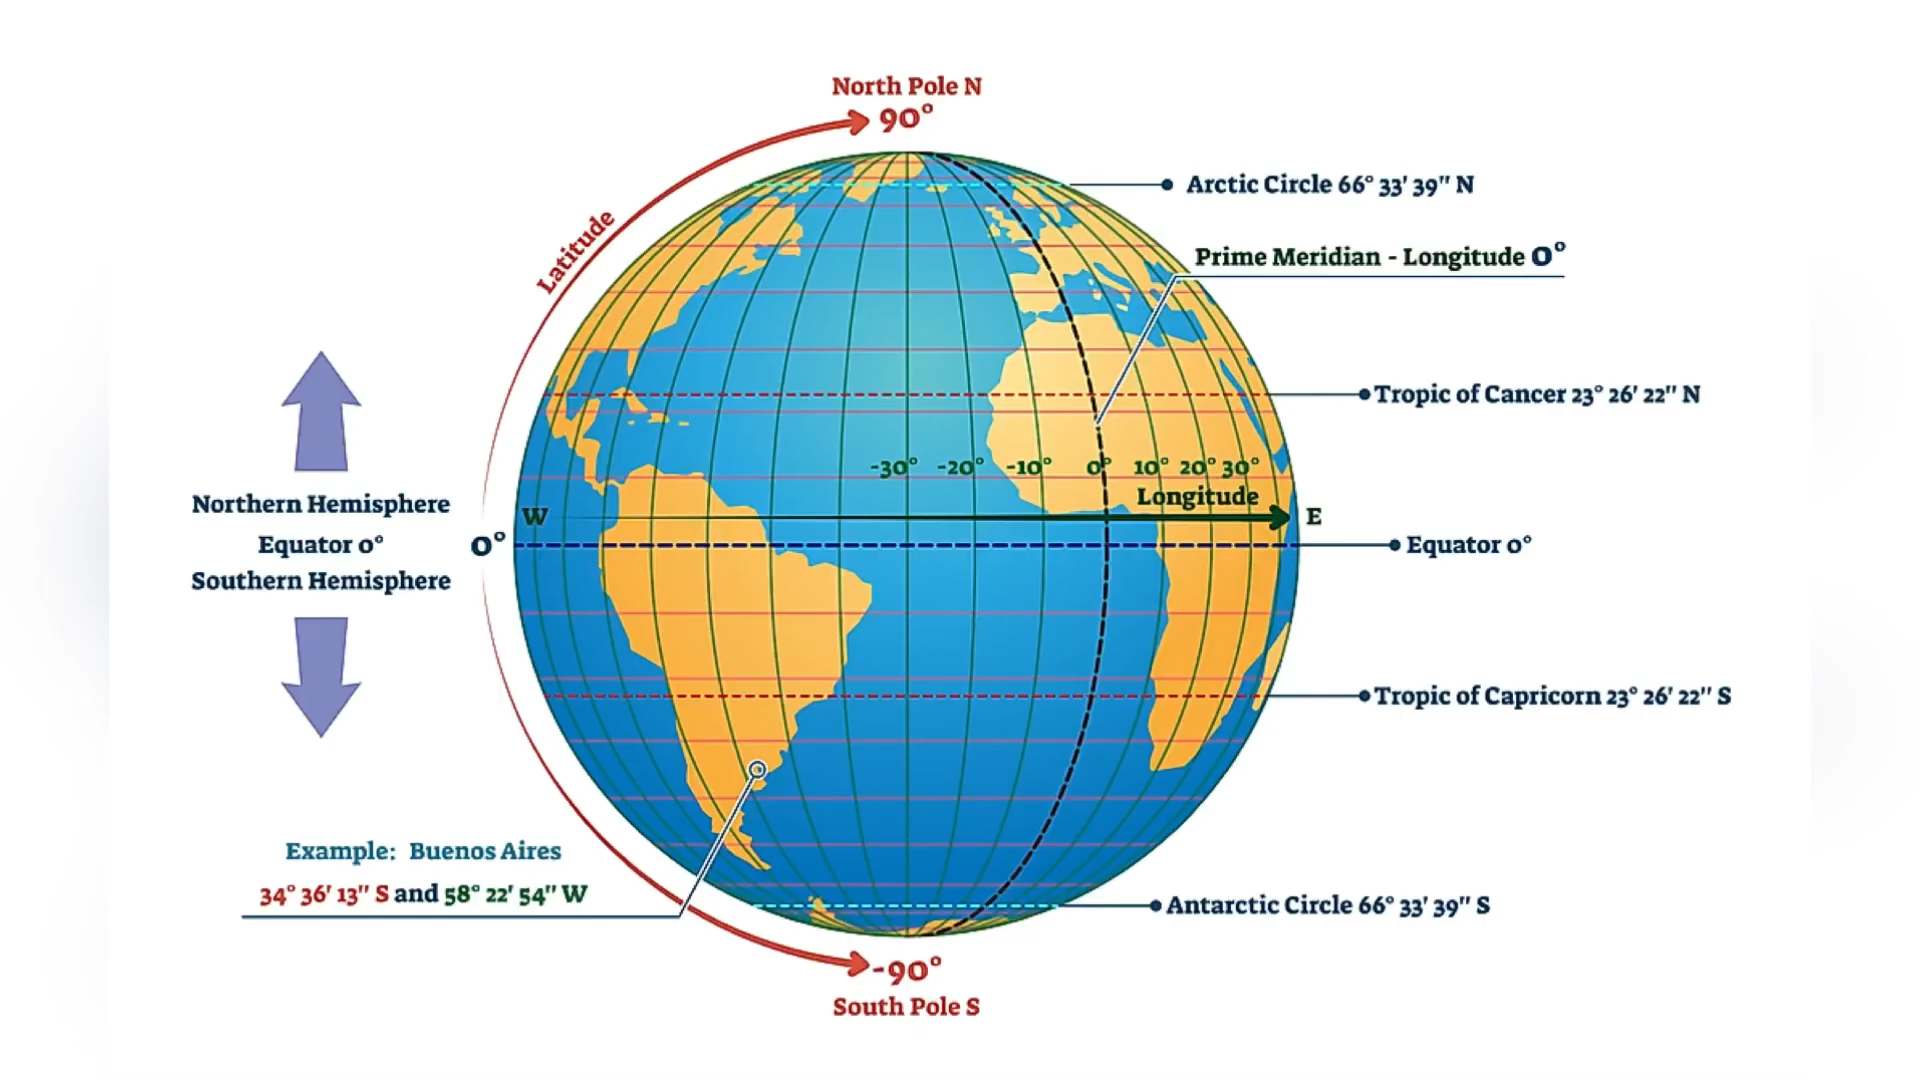 North Pole N
90°
Arctic Circle 66° 33' 39" N
Latitude
Prime Meridian - Longitude 0°
Tropic of Cancer 23° 26' 22" N
-30° -20° -10° 0° 10° 20° 30°
Longitude
W
E
Northern Hemisphere
Equator 0°
Southern Hemisphere
0°
Equator 0°
Tropic of Capricorn 23° 26' 22" S
Example: Buenos Aires
34° 36' 13" S and 58° 22' 54" W
Antarctic Circle 66° 33' 39" S
-90°
South Pole S